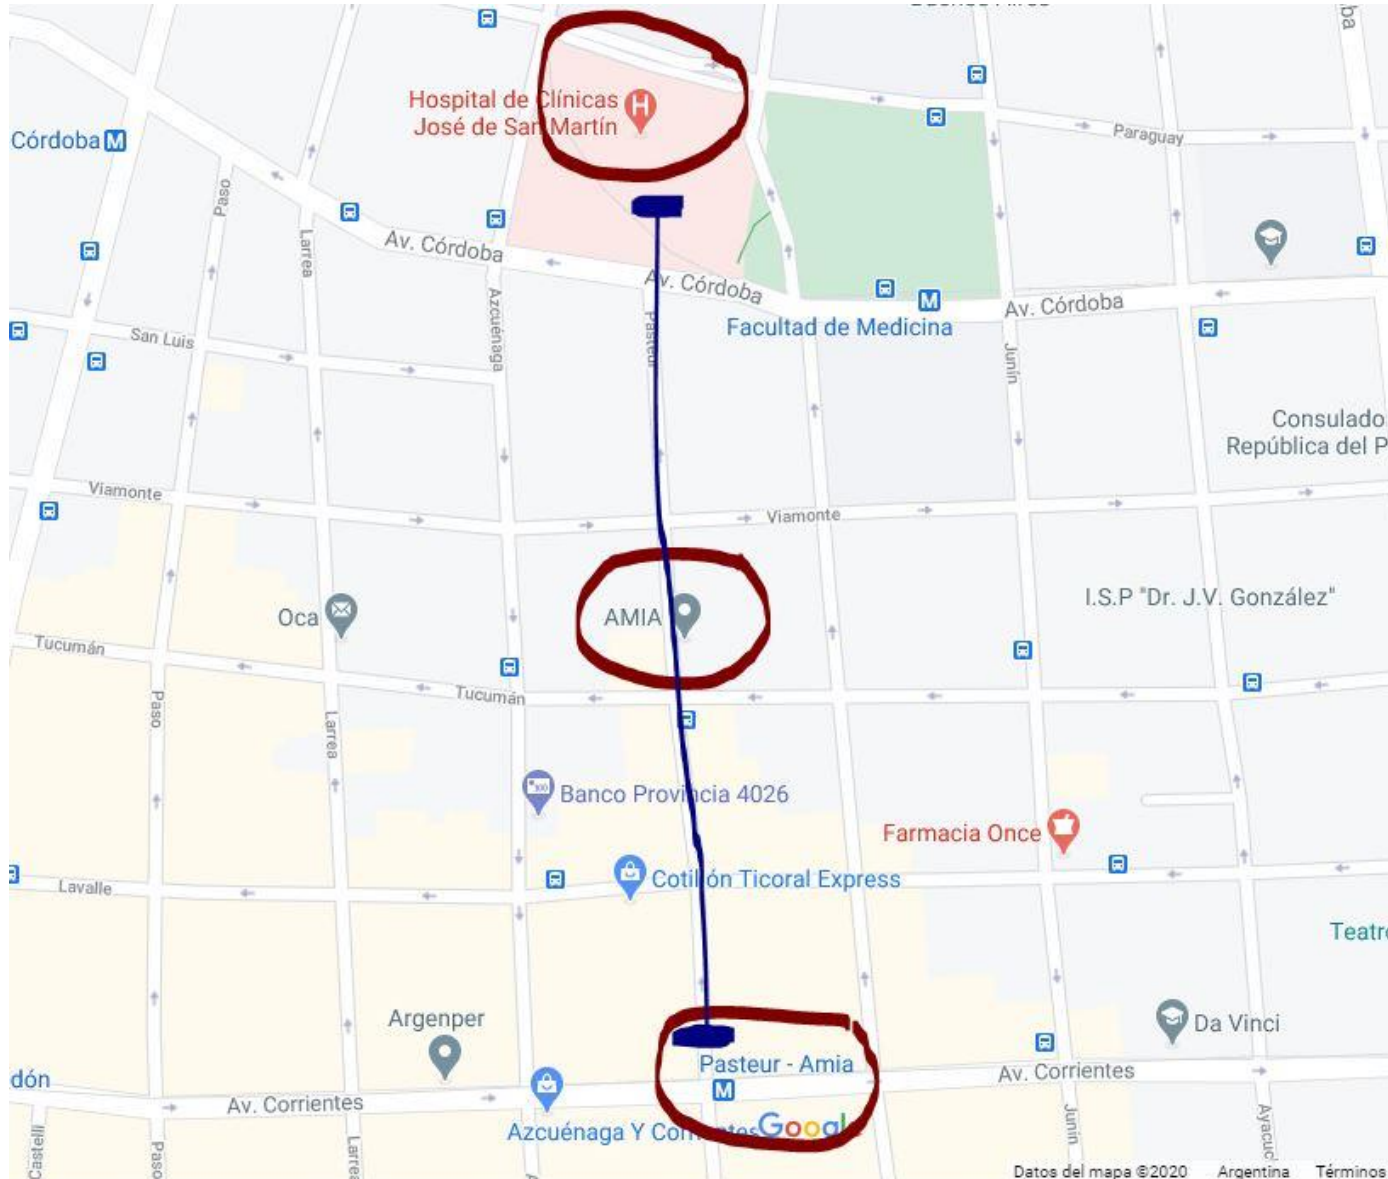 Hospital de Clínicas
José de San Martín
Córdoba M
Paraguay
Paso
Larrea
Av. Córdoba
Av. Córdoba
M
Av. Córdoba
Facultad de Medicina
Azcuénaga
Pasteur
San Luis
Junín
Consulado
República del P
Viamonte
Viamonte
AMIA
I.S.P "Dr. J.V. González"
Oca
Tucumán
Tucumán
Paso
Larrea
Banco Provincia 4026
Farmacia Once
Cotillón Ticoral Express
Lavalle
Teatr
Argenper
Da Vinci
Pasteur - Amia
M
dón
Av. Corrientes
Av. Corrientes
Azcuénaga Y Corrientes
Google
Castelli
Paso
Larrea
Junín
Ayacuc
Datos del mapa ©2020 Argentina Términos